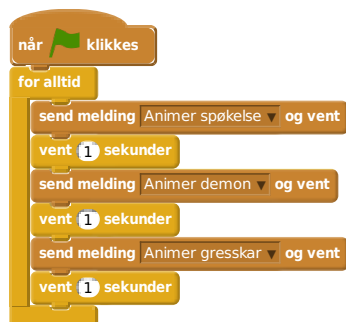 når klikkes
for alltid
send melding Animer spøkelse og vent
vent 1 sekunder
send melding Animer demon og vent
vent 1 sekunder
send melding Animer gresskar og vent
vent 1 sekunder